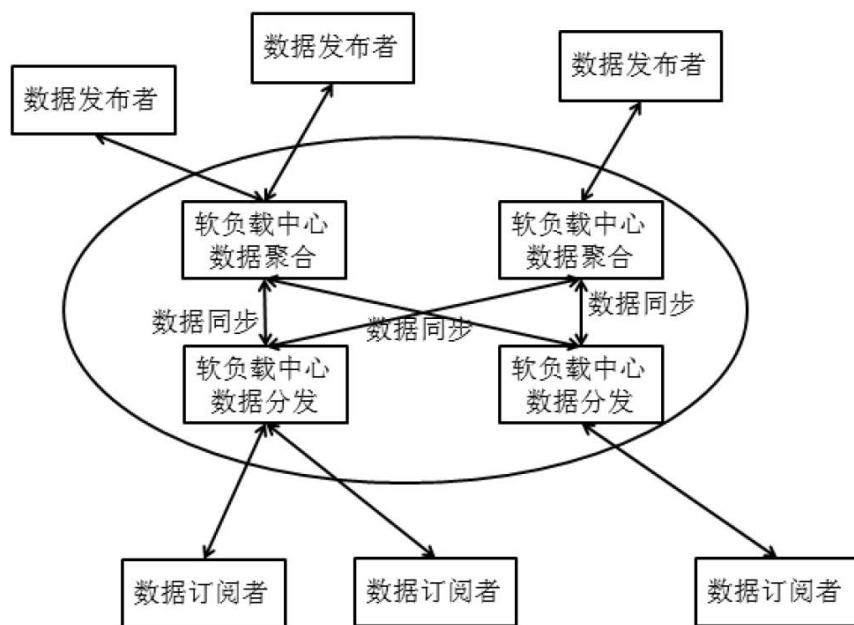 数据发布者
数据发布者
数据发布者
软负载中心
数据聚合
软负载中心
数据聚合
数据同步
数据同步
数据同步
软负载中心
数据分发
软负载中心
数据分发
数据订阅者
数据订阅者
数据订阅者